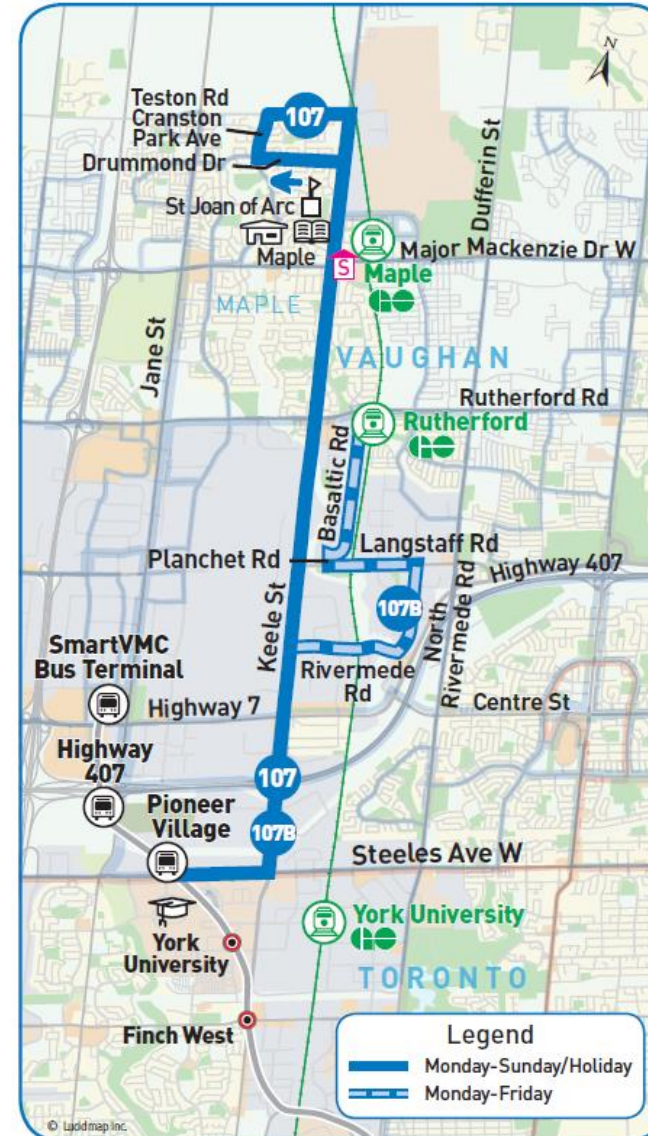 N
Teston Rd
Cranston
Park Ave
107
Drummond Dr
Dufferin St
St Joan of Arc
Maple
S
Major Mackenzie Dr W
Maple
GO
MAPLE
Jane St
VAUGHAN
Rutherford Rd
Rutherford
GO
Basaltic Rd
Planchet Rd
Langstaff Rd
Highway 407
Keele St
107B
North
Rivermede Rd
SmartVMC
Bus Terminal
Rivermede
Rd
Highway 7
Centre St
Highway
407
107
Pioneer
Village
107B
Steeles Ave W
York
University
York University
GO
TORONTO
Finch West
Legend
Monday-Sunday/Holiday
Monday-Friday
© Lucidmap Inc.